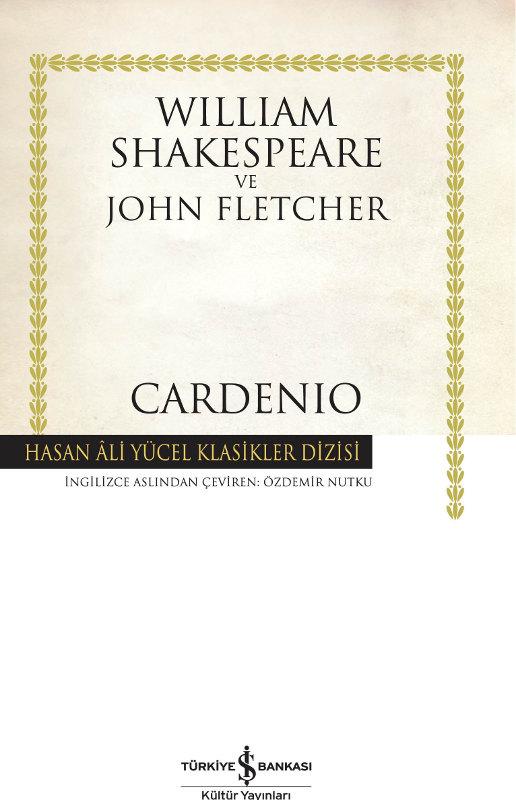 WILLIAM
SHAKESPEARE
VE
JOHN FLETCHER
CARDENIO
HASAN ÂLİ YÜCEL KLASİKLER DİZİSİ
İNGİLİZCE ASLINDAN ÇEVİREN: ÖZDEMİR NUTKU
TÜRKİYE İŞ BANKASI
Kültür Yayınları